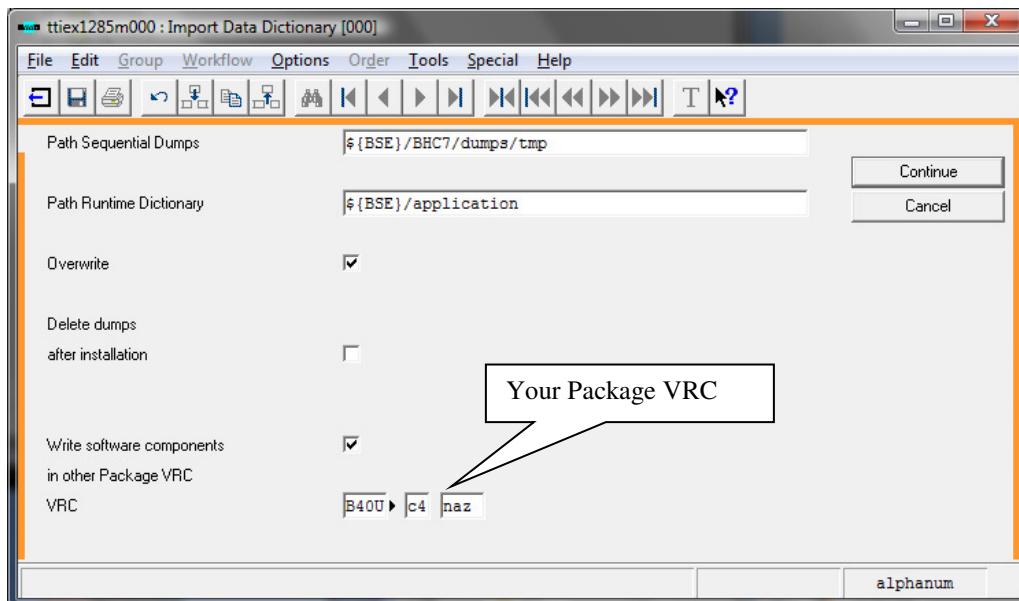 ttiex1285m000 : Import Data Dictionary [000]
File Edit Group Workflow Options Order Tools Special Help
T ?
Path Sequential Dumps ${BSE}/BHC7/dumps/tmp
Continue
Path Runtime Dictionary ${BSE}/application
Cancel
Overwrite
Delete dumps
after installation
Your Package VRC
Write software components
in other Package VRC
VRC B40U c4 naz
alphanum